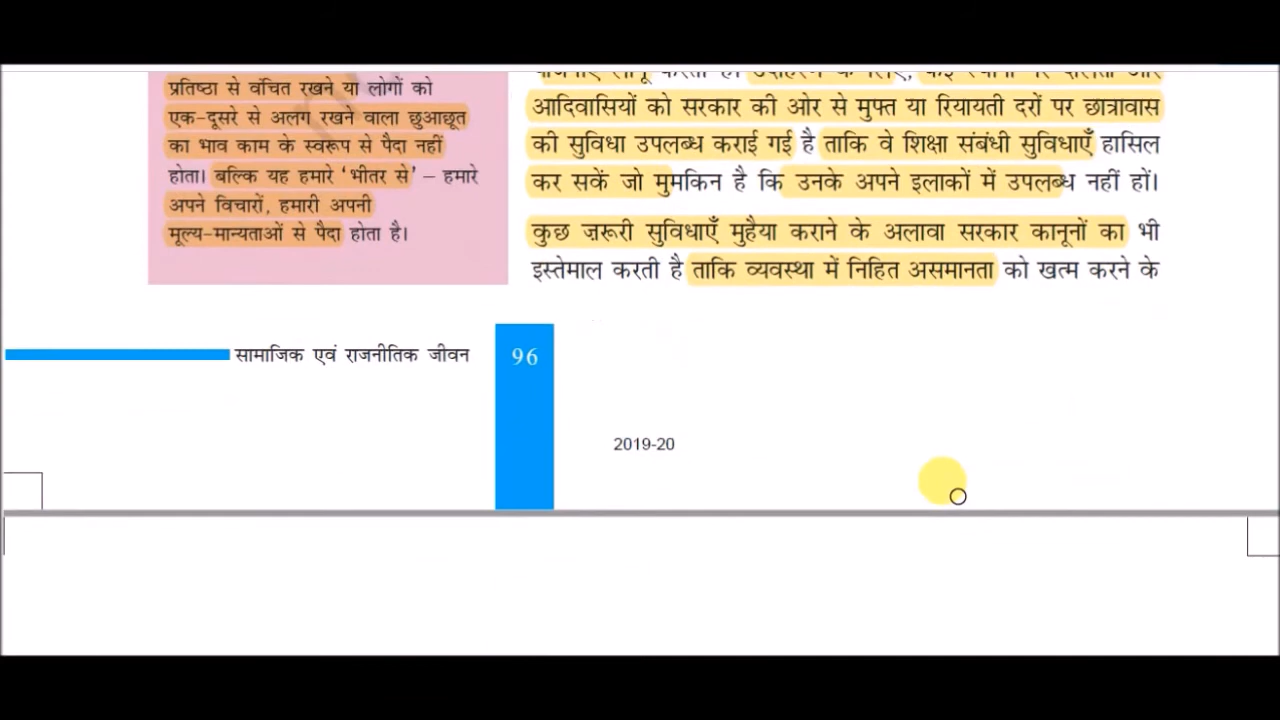 प्रतिष्ठा से वंचित रखने या लोगों को
एक-दूसरे से अलग रखने वाला छुआछूत
का भाव काम के स्वरूप से पैदा नहीं
होता। बल्कि यह हमारे ‘भीतर से’ – हमारे
अपने विचारों, हमारी अपनी
मूल्य-मान्यताओं से पैदा होता है।
आदिवासियों को सरकार की ओर से मुफ्त या रियायती दरों पर छात्रावास
की सुविधा उपलब्ध कराई गई है ताकि वे शिक्षा संबंधी सुविधाएँ हासिल
कर सकें जो मुमकिन है कि उनके अपने इलाकों में उपलब्ध नहीं हों।
कुछ ज़रूरी सुविधाएँ मुहैया कराने के अलावा सरकार कानूनों का भी
इस्तेमाल करती है ताकि व्यवस्था में निहित असमानता को खत्म करने के
सामाजिक एवं राजनीतिक जीवन
96
2019-20